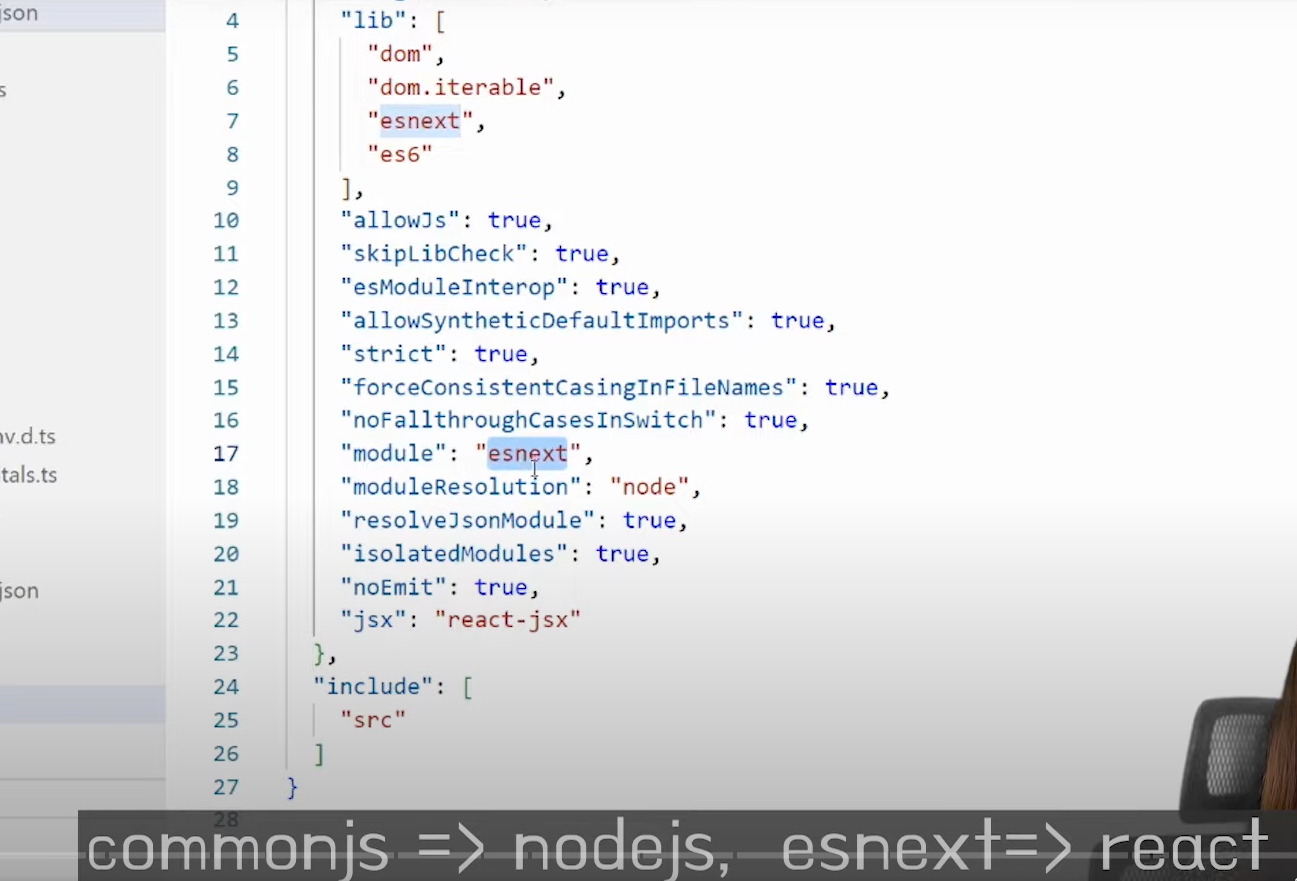 json
4 "lib": [
s
5 "dom",
6 "dom.iterable",
7 "esnext",
8 "es6"
9 ],
10 "allowJs": true,
11 "skipLibCheck": true,
12 "esModuleInterop": true,
13 "allowSyntheticDefaultImports": true,
14 "strict": true,
15 "forceConsistentCasingInFileNames": true,
16 "noFallthroughCasesInSwitch": true,
nv.d.ts
17 "module": "esnext",
tals.ts
18 "moduleResolution": "node",
19 "resolveJsonModule": true,
20 "isolatedModules": true,
json
21 "noEmit": true,
22 "jsx": "react-jsx"
23 },
24 "include": [
25 "src"
26 ]
27 }
28
commonjs => nodejs, esnext=> react